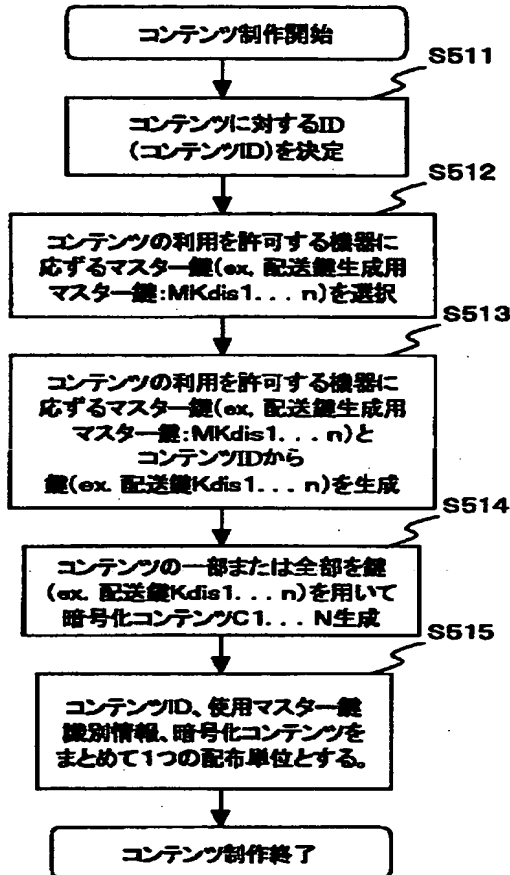 コンテンツ制作開始
S511
コンテンツに対するID
(コンテンツID)を決定
S512
コンテンツの利用を許可する機器に
応ずるマスター鍵(ex, 配送鍵生成用
マスター鍵:MKdis1...n)を選択
S513
コンテンツの利用を許可する機器に
応ずるマスター鍵(ex, 配送鍵生成用
マスター鍵:MKdis1...n)と
コンテンツIDから
鍵(ex. 配送鍵Kdis1...n)を生成
S514
コンテンツの一部または全部を鍵
(ex. 配送鍵Kdis1...n)を用いて
暗号化コンテンツC1...N生成
S515
コンテンツID、使用マスター鍵
識別情報、暗号化コンテンツを
まとめて1つの配布単位とする。
コンテンツ制作終了